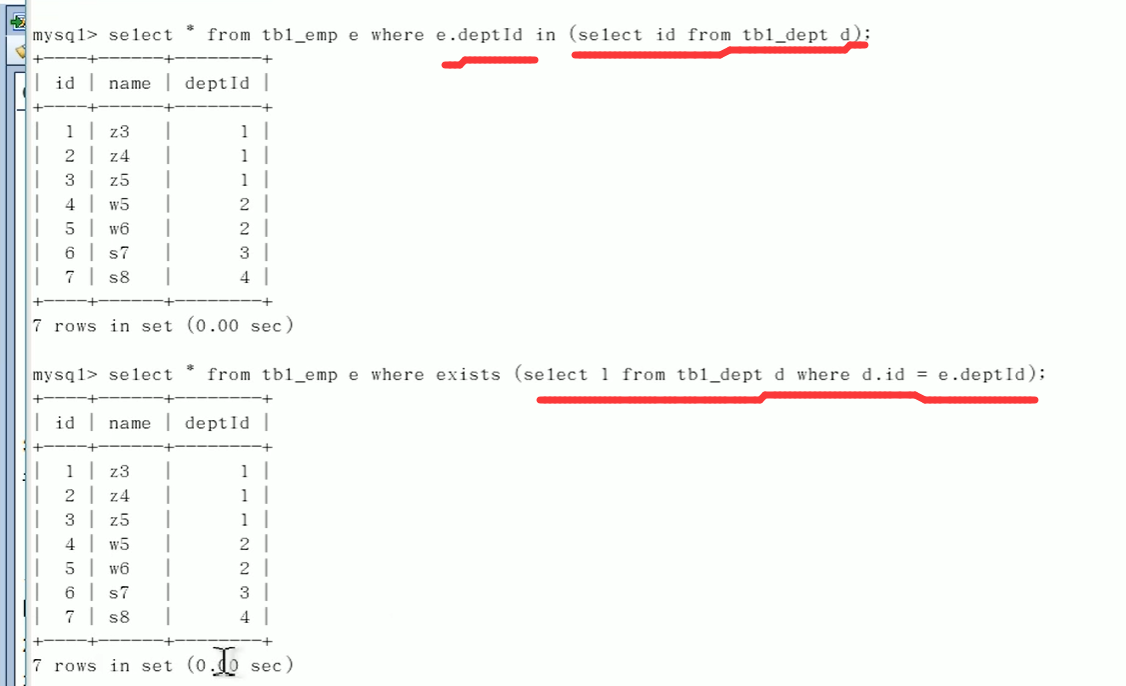 mysql> select * from tbl_emp e where e.deptId in (select id from tbl_dept d);
+----+------+--------+
| id | name | deptId |
+----+------+--------+
| 1 | z3 | 1 |
| 2 | z4 | 1 |
| 3 | z5 | 1 |
| 4 | w5 | 2 |
| 5 | w6 | 2 |
| 6 | s7 | 3 |
| 7 | s8 | 4 |
+----+------+--------+
7 rows in set (0.00 sec)
mysql> select * from tbl_emp e where exists (select 1 from tbl_dept d where d.id = e.deptId);
+----+------+--------+
| id | name | deptId |
+----+------+--------+
| 1 | z3 | 1 |
| 2 | z4 | 1 |
| 3 | z5 | 1 |
| 4 | w5 | 2 |
| 5 | w6 | 2 |
| 6 | s7 | 3 |
| 7 | s8 | 4 |
+----+------+--------+
7 rows in set (0.00 sec)